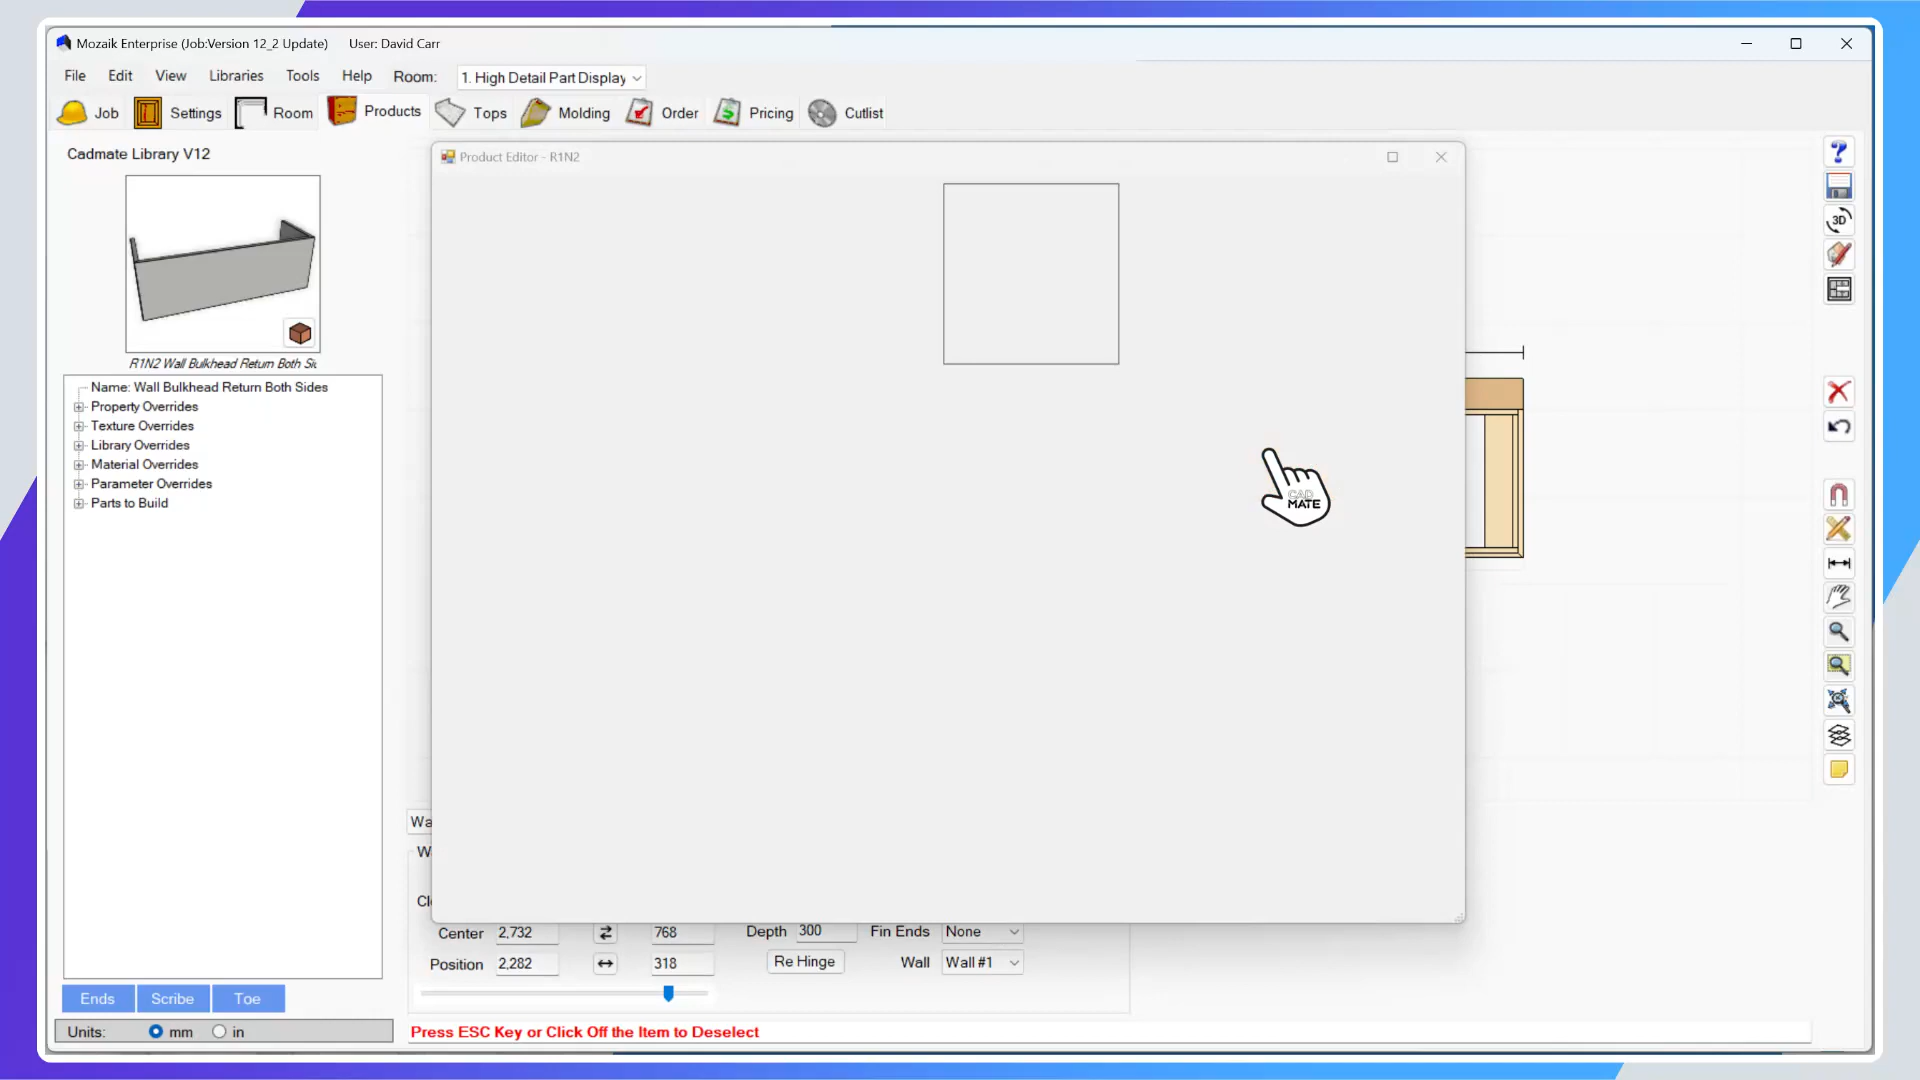 Mozaik Enterprise (Job:Version 12_2 Update) User: David Carr
File Edit View Libraries Tools Help Room: 1. High Detail Part Display
Job Settings Room Products Tops Molding Order Pricing Cutlist
Cadmate Library V12
Product Editor - R1N2
3D
R1N2 Wall Bulkhead Return Both Si
Name: Wall Bulkhead Return Both Sides
Property Overrides
Texture Overrides
Library Overrides
Material Overrides
Parameter Overrides
Parts to Build
CAD
MATE
Wa
W
Cl
Center 2,732 768 Depth 300 Fin Ends None
Position 2,282 318 Re Hinge Wall Wall #1
Ends Scribe Toe
Units: mm in
Press ESC Key or Click Off the Item to Deselect